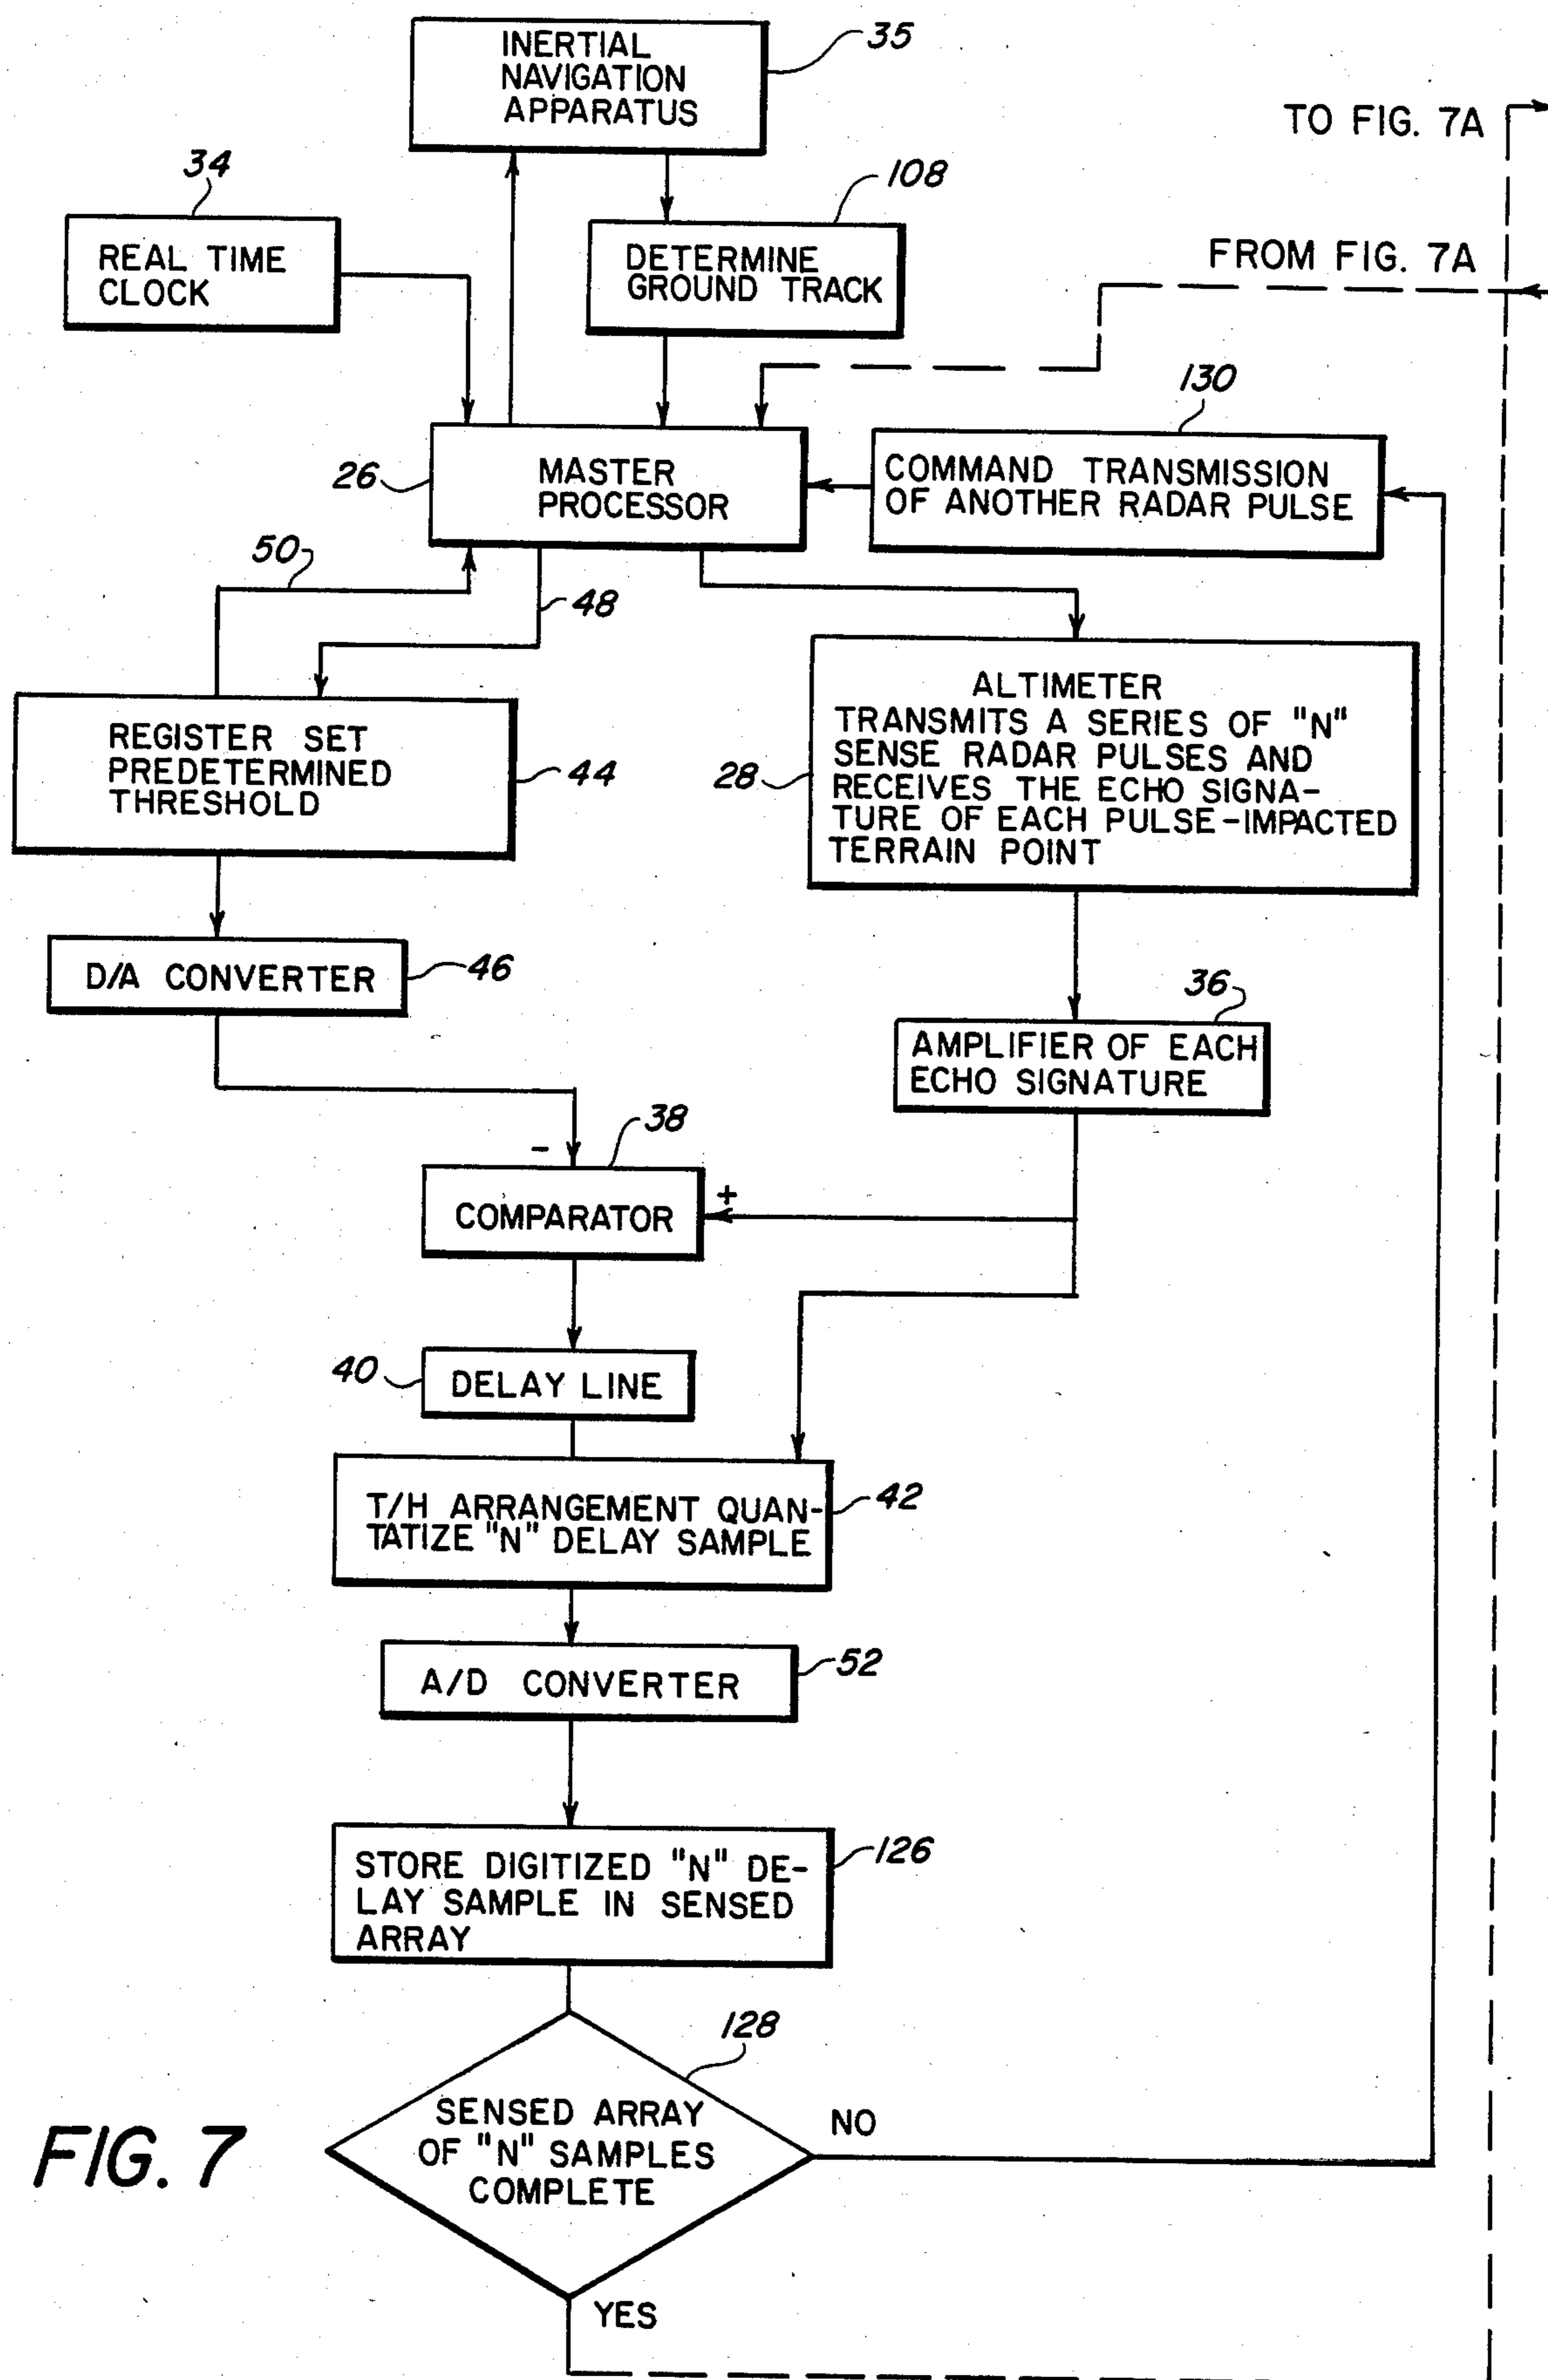 INERTIAL
NAVIGATION
APPARATUS
35
TO FIG. 7A
34
108
REAL TIME
CLOCK
DETERMINE
GROUND TRACK
FROM FIG. 7A
130
26
MASTER
PROCESSOR
COMMAND TRANSMISSION
OF ANOTHER RADAR PULSE
50
48
REGISTER SET
PREDETERMINED
THRESHOLD
44
28
ALTIMETER
TRANSMITS A SERIES OF "N"
SENSE RADAR PULSES AND
RECEIVES THE ECHO SIGNA-
TURE OF EACH PULSE-IMPACTED
TERRAIN POINT
D/A CONVERTER
46
36
AMPLIFIER OF EACH
ECHO SIGNATURE
38
-
+
COMPARATOR
40
DELAY LINE
T/H ARRANGEMENT QUAN-
TATIZE "N" DELAY SAMPLE
42
A/D CONVERTER
52
STORE DIGITIZED "N" DE-
LAY SAMPLE IN SENSED
ARRAY
126
128
SENSED ARRAY
OF "N" SAMPLES
COMPLETE
NO
FIG. 7
YES